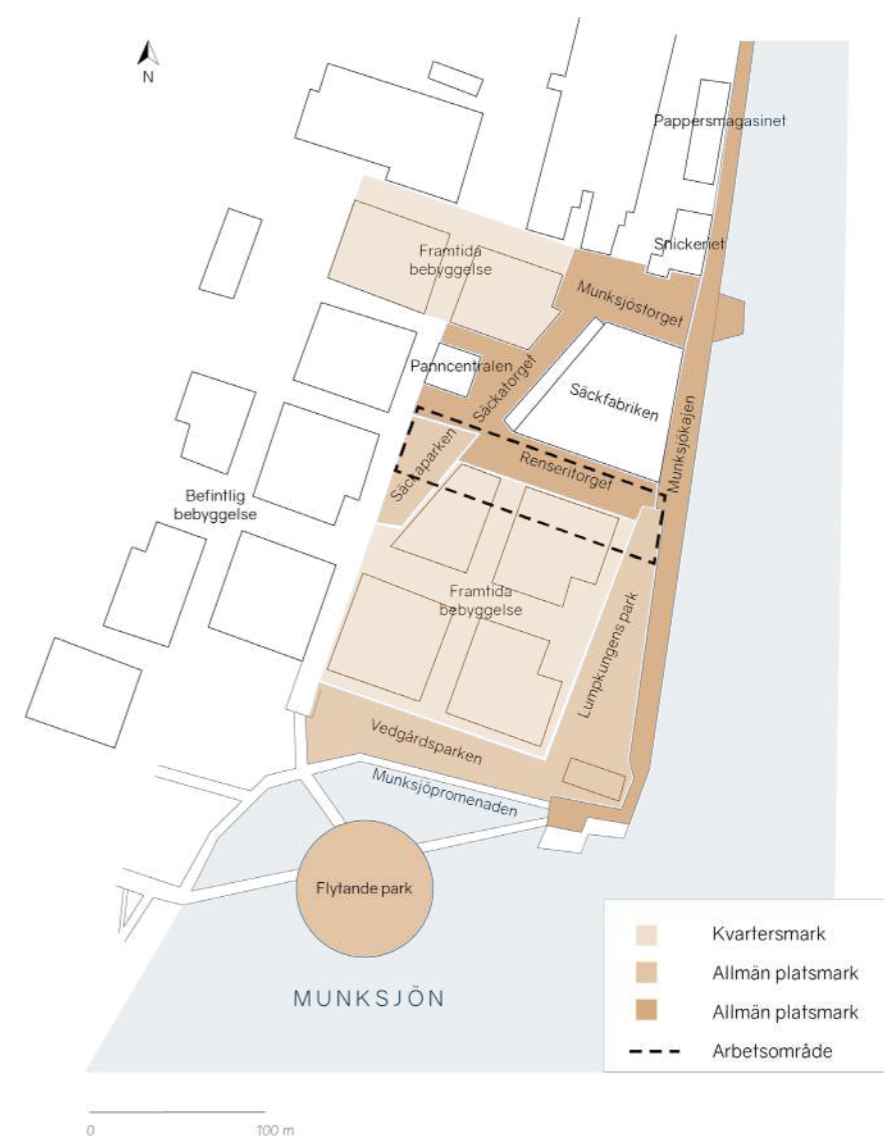 N
Pappersmagasinet
Snickeriet
Framtida
bebyggelse
Munksjöstorget
Panncentralen
Säckatorget
Säckfabriken
Munksjökajen
Säckaparken
Renseritorget
Befintlig
bebyggelse
Framtida
bebyggelse
Lumpkungens park
Vedgårdsparken
Munksjöpromenaden
Flytande park
MUNKSJÖN
Kvartersmark
Allmän platsmark
Allmän platsmark
Arbetsområde
0
100 m